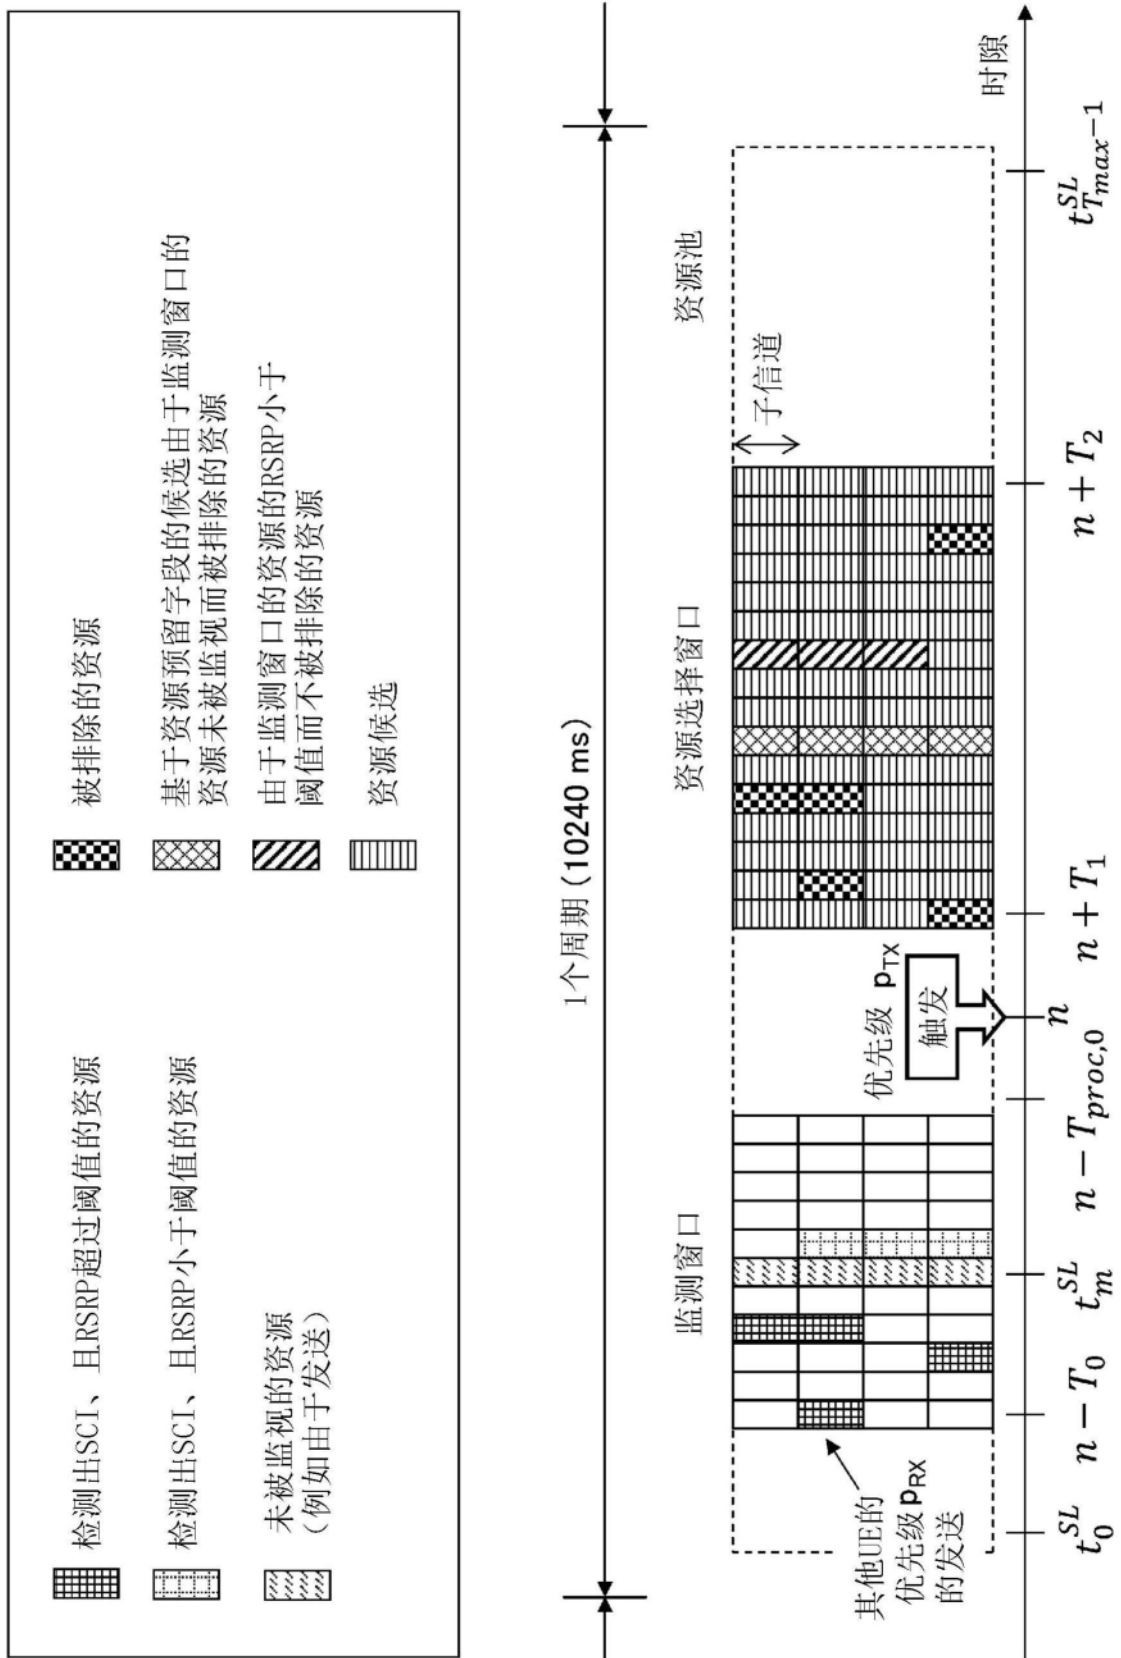 检测出SCI、且RSRP超过阈值的资源
检测出SCI、且RSRP小于阈值的资源
未被监视的资源
(例如由于发送)
被排除的资源
基于资源预留字段的候选由于监测窗口的
资源未被监视而被排除的资源
由于监测窗口的资源的RSRP小于
阈值而不被排除的资源
资源候选
1个周期(10240 ms)
监测窗口
资源选择窗口
资源池
子信道
其他UE的
优先级 pRX
的发送
优先级 pTX
触发
时隙
t_0^{SL}
n − T_0
t_m^{SL}
n − T_{proc,0}
n
n + T_1
n + T_2
t_{T_{max}−1}^{SL}